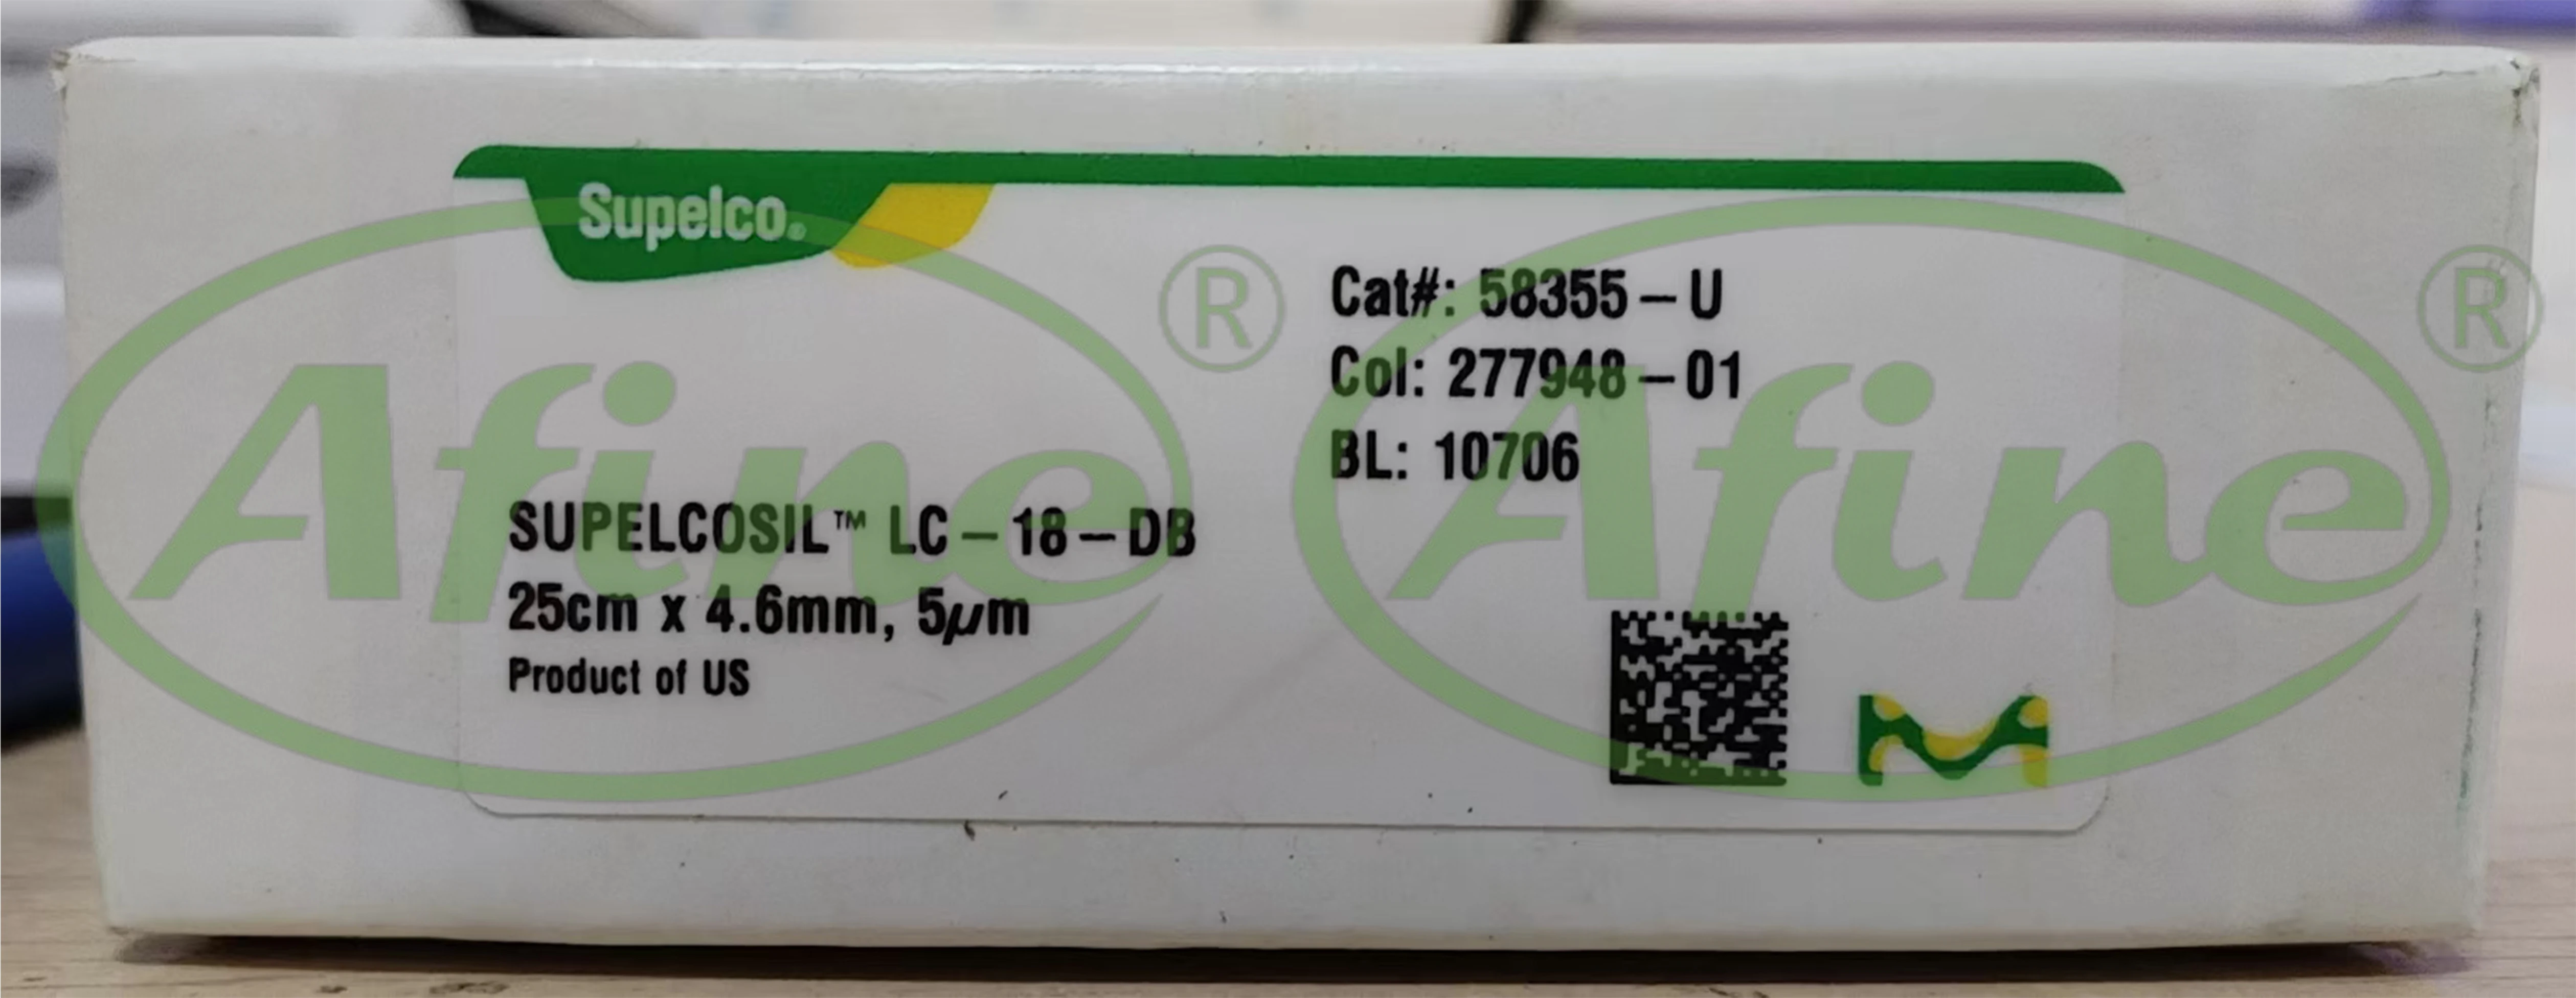 Supelco®
Cat#: 58355-U
Col: 277948-01
BL: 10706
SUPELCOSIL™ LC-18-DB
25cm x 4.6mm, 5µm
Product of US
Afine®
Afine®